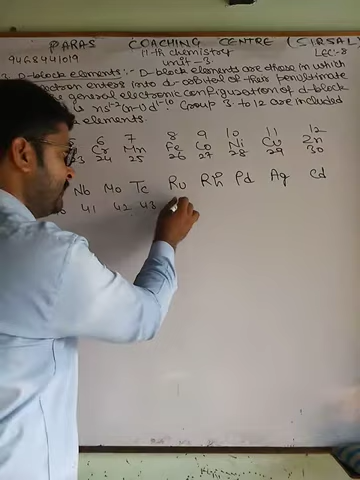 PARAS COACHING CENTRE (SIRSAL)
9468441019 11-th chemistry LEC:-8
unit-3
D-block elements :- D-block elements are those in which
electron enters into d-orbital of their penultimate
general electronic configuration of d-block
is ns¹⁻² (n-1)d¹⁻¹⁰. Group 3 to 12 are included
elements.
6 7 8 9 10 11 12
Cr Mn Fe Co Ni Cu Zn
23 24 25 26 27 28 29 30
Nb Mo Tc Ru Rh Pd Ag Cd
41 42 43